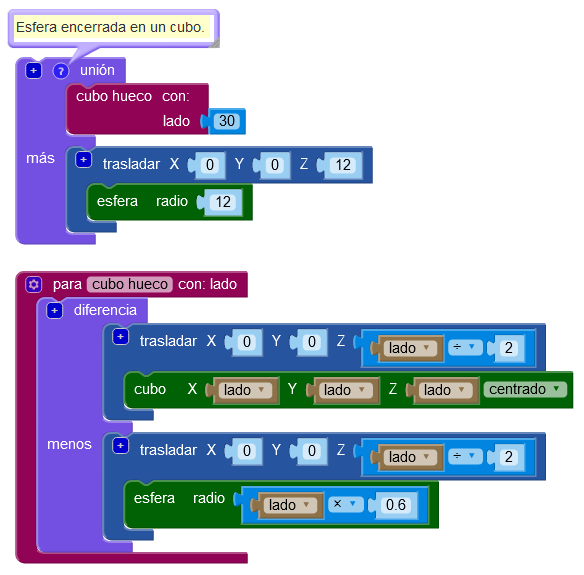 Esfera encerrada en un cubo.
+ ? unión
cubo hueco con:
lado 30
más + trasladar X 0 Y 0 Z 12
esfera radio 12
para cubo hueco con: lado
+ diferencia
+ trasladar X 0 Y 0 Z lado ÷ 2
cubo X lado Y lado Z lado centrado
menos + trasladar X 0 Y 0 Z lado ÷ 2
esfera radio lado × 0.6